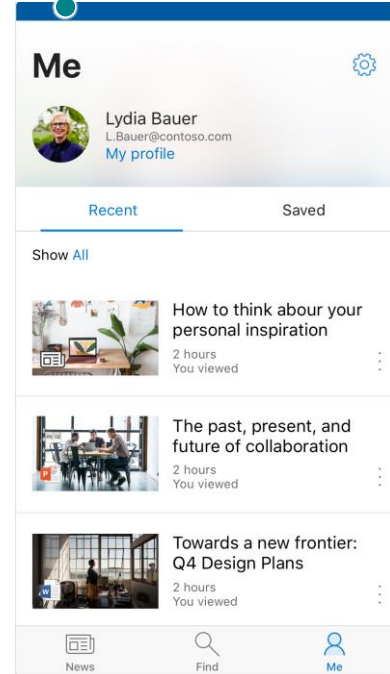 Me
Lydia Bauer
L.Bauer@contoso.com
My profile
Recent
Saved
Show All
How to think abour your
personal inspiration
2 hours
You viewed
The past, present, and
future of collaboration
2 hours
You viewed
P
Towards a new frontier:
Q4 Design Plans
2 hours
You viewed
W
News
Find
Me